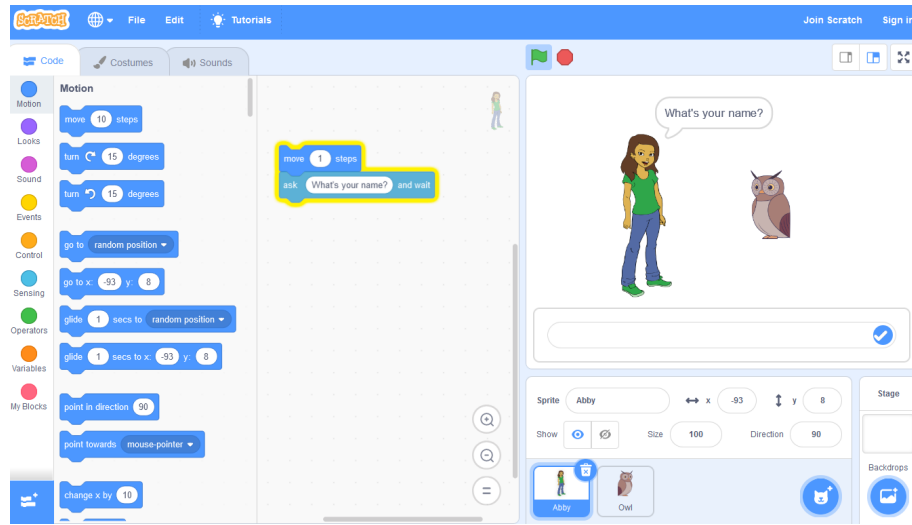 SCRATCH File Edit Tutorials Join Scratch Sign in
Code Costumes Sounds
Motion
Looks
Sound
Events
Control
Sensing
Operators
Variables
My Blocks
Motion
move 10 steps
turn 15 degrees
turn 15 degrees
go to random position
go to x: -93 y: 8
glide 1 secs to random position
glide 1 secs to x: -93 y: 8
point in direction 90
point towards mouse-pointer
change x by 10
move 1 steps
ask What's your name? and wait
What's your name?
Sprite Abby x -93 y 8
Show Size 100 Direction 90
Abby Owl
Stage
Backdrops